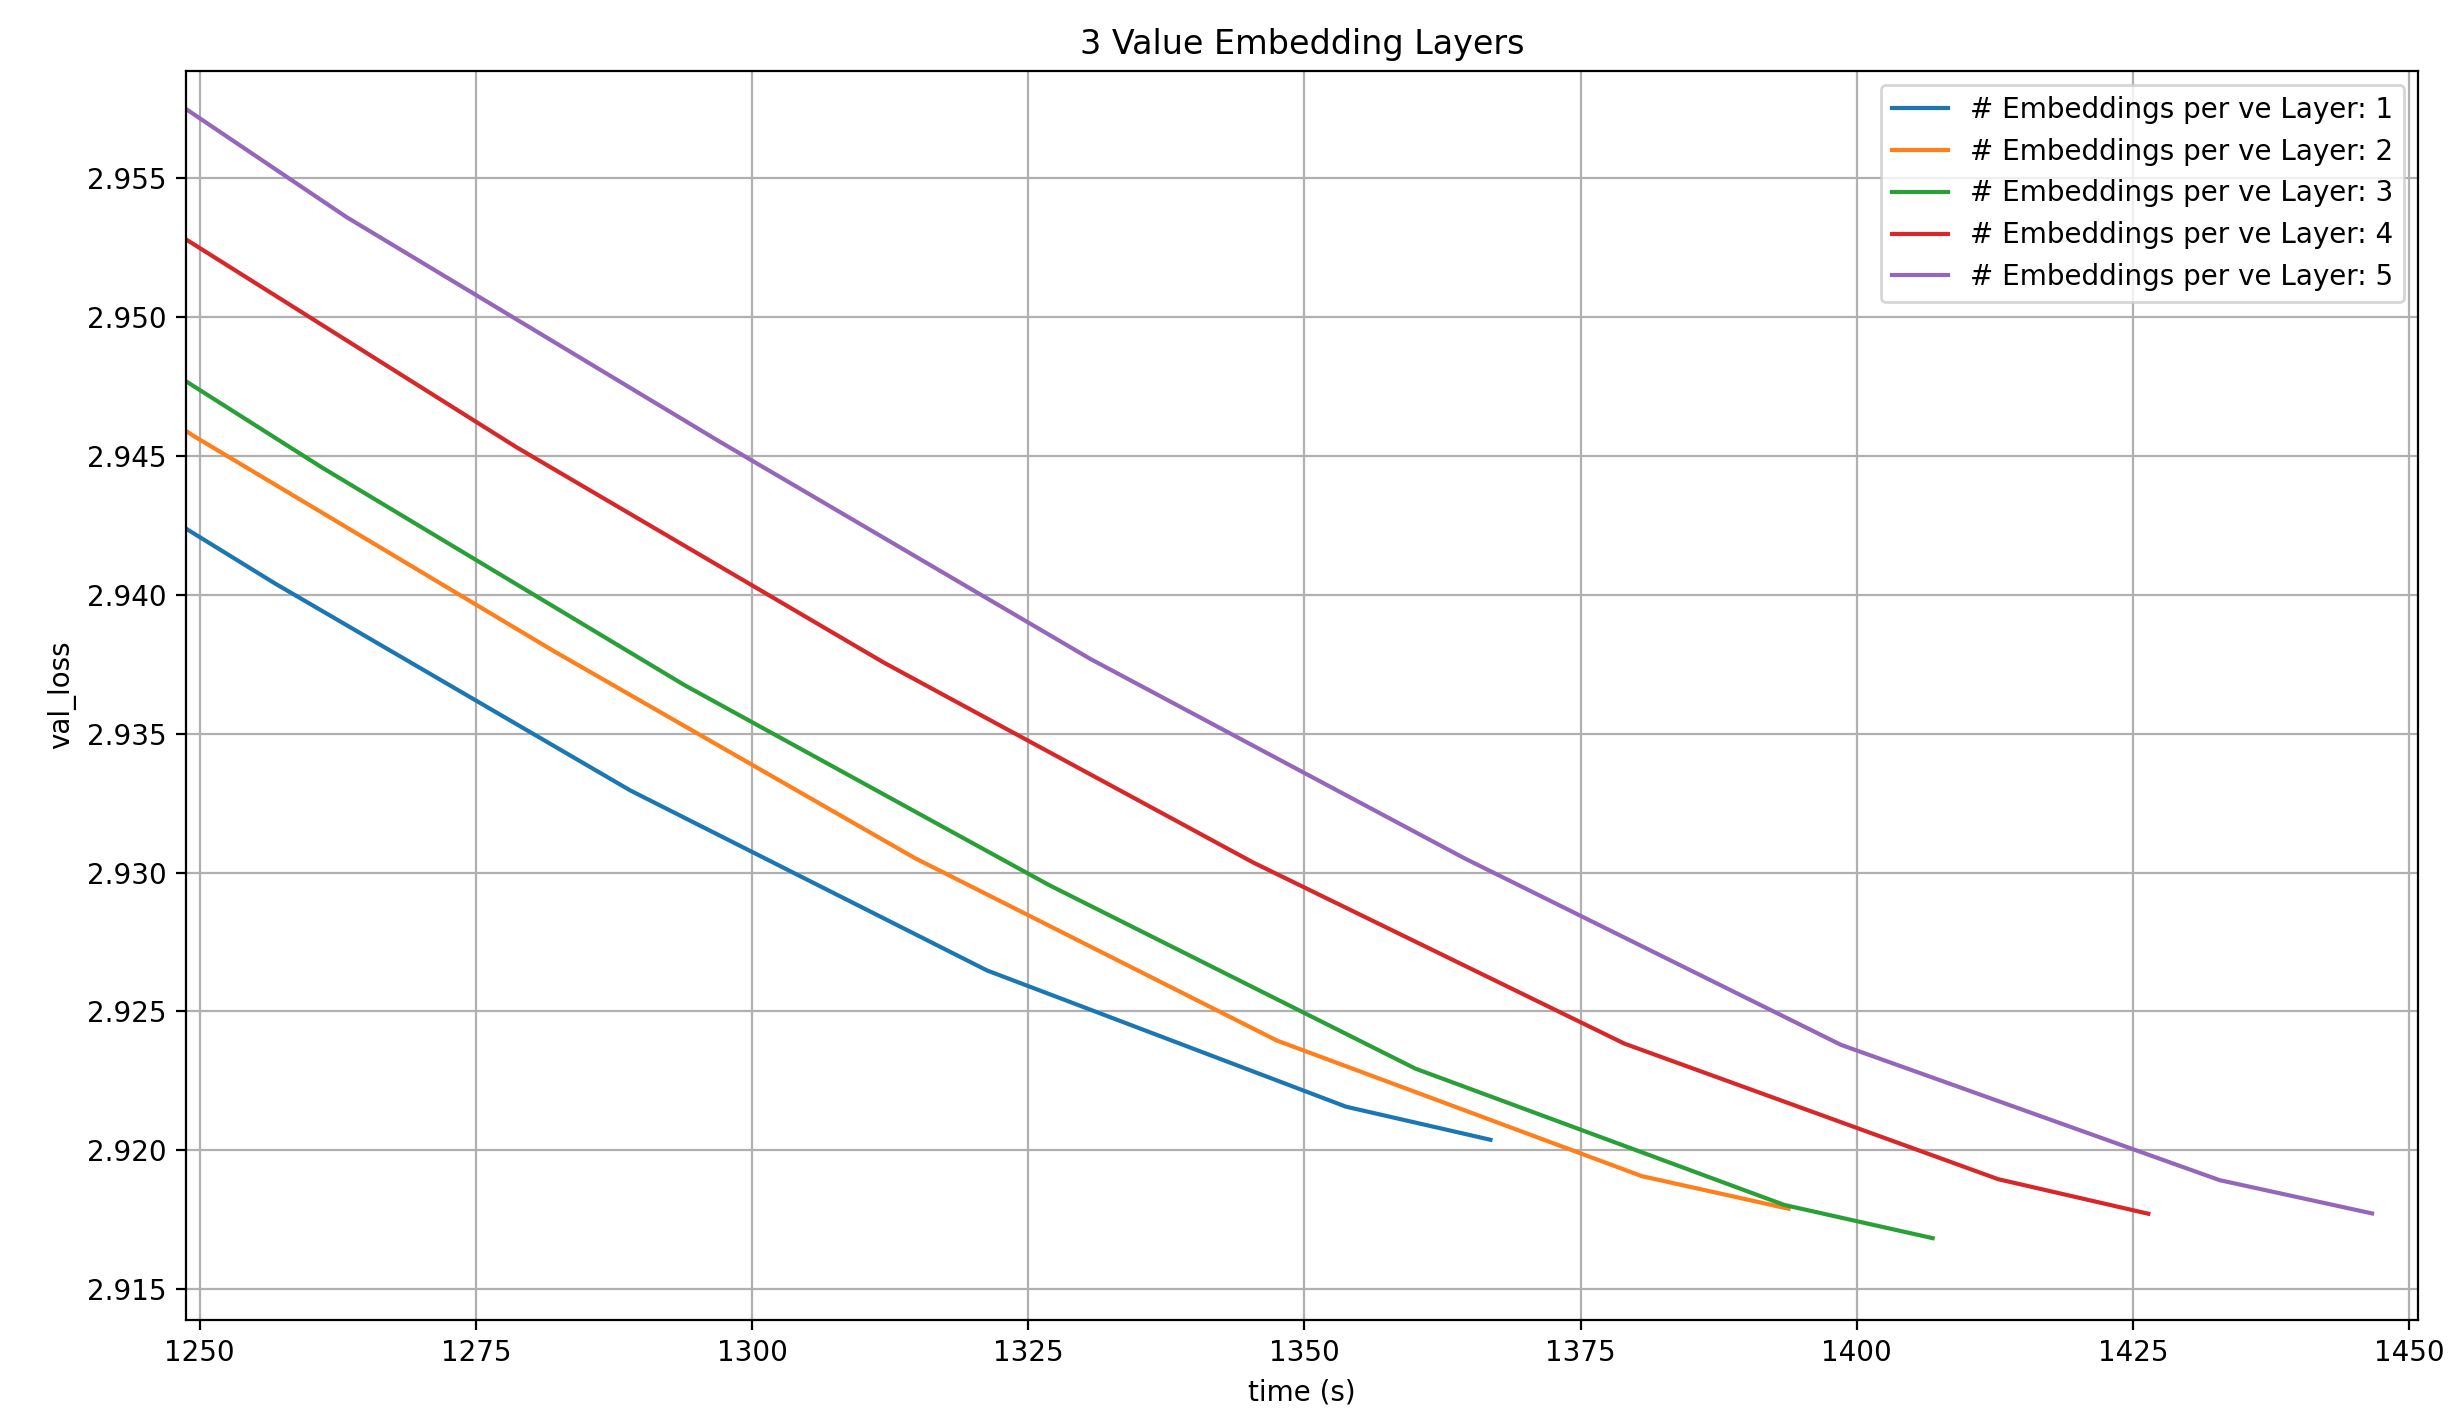 3 Value Embedding Layers
# Embeddings per ve Layer: 1
# Embeddings per ve Layer: 2
# Embeddings per ve Layer: 3
# Embeddings per ve Layer: 4
# Embeddings per ve Layer: 5
val_loss
2.955
2.950
2.945
2.940
2.935
2.930
2.925
2.920
2.915
1250 1275 1300 1325 1350 1375 1400 1425 1450
time (s)